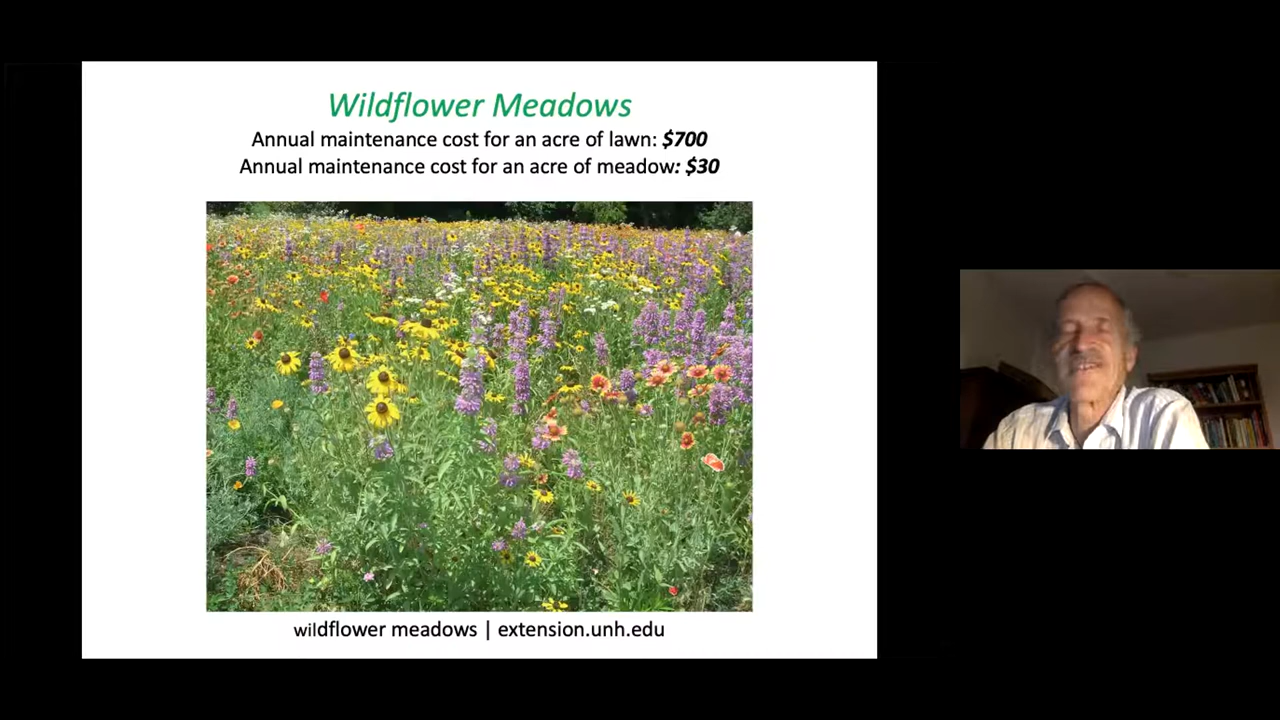 Wildflower Meadows
Annual maintenance cost for an acre of lawn: $700
Annual maintenance cost for an acre of meadow: $30
wildflower meadows | extension.unh.edu